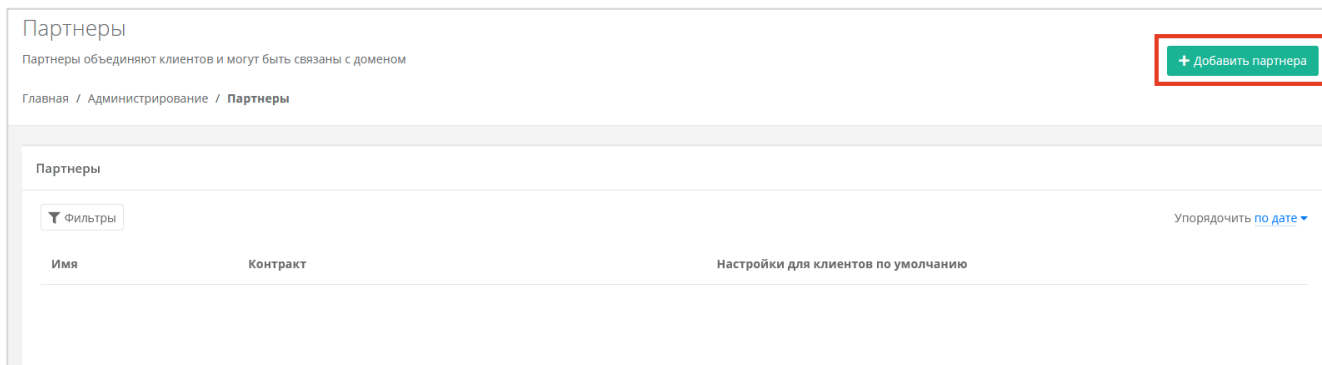 Партнеры
Партнеры объединяют клиентов и могут быть связаны с доменом
+ Добавить партнера
Главная / Администрирование / Партнеры
Партнеры
Фильтры
Упорядочить по дате
Имя Контракт Настройки для клиентов по умолчанию